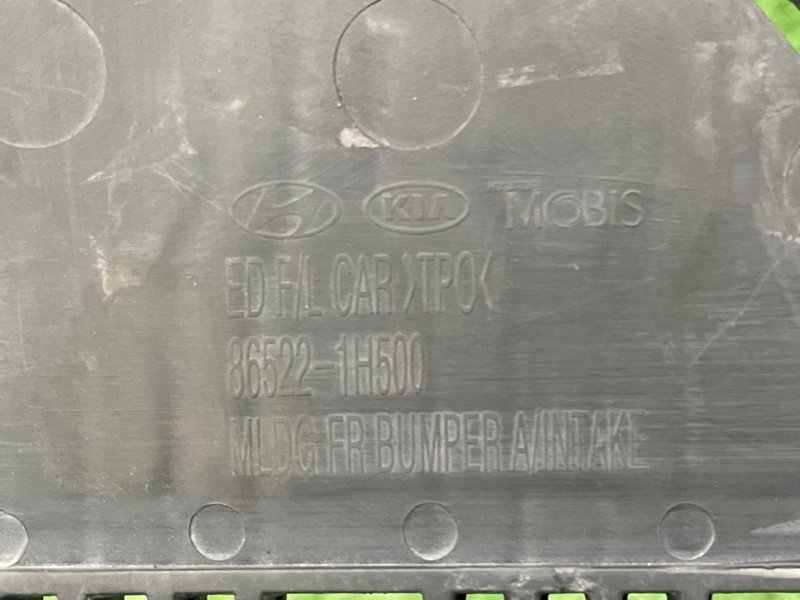 KIA MOBIS
ED F/L CAR >TPO<
86522-1H500
MLDG FR BUMPER A/INTAKE